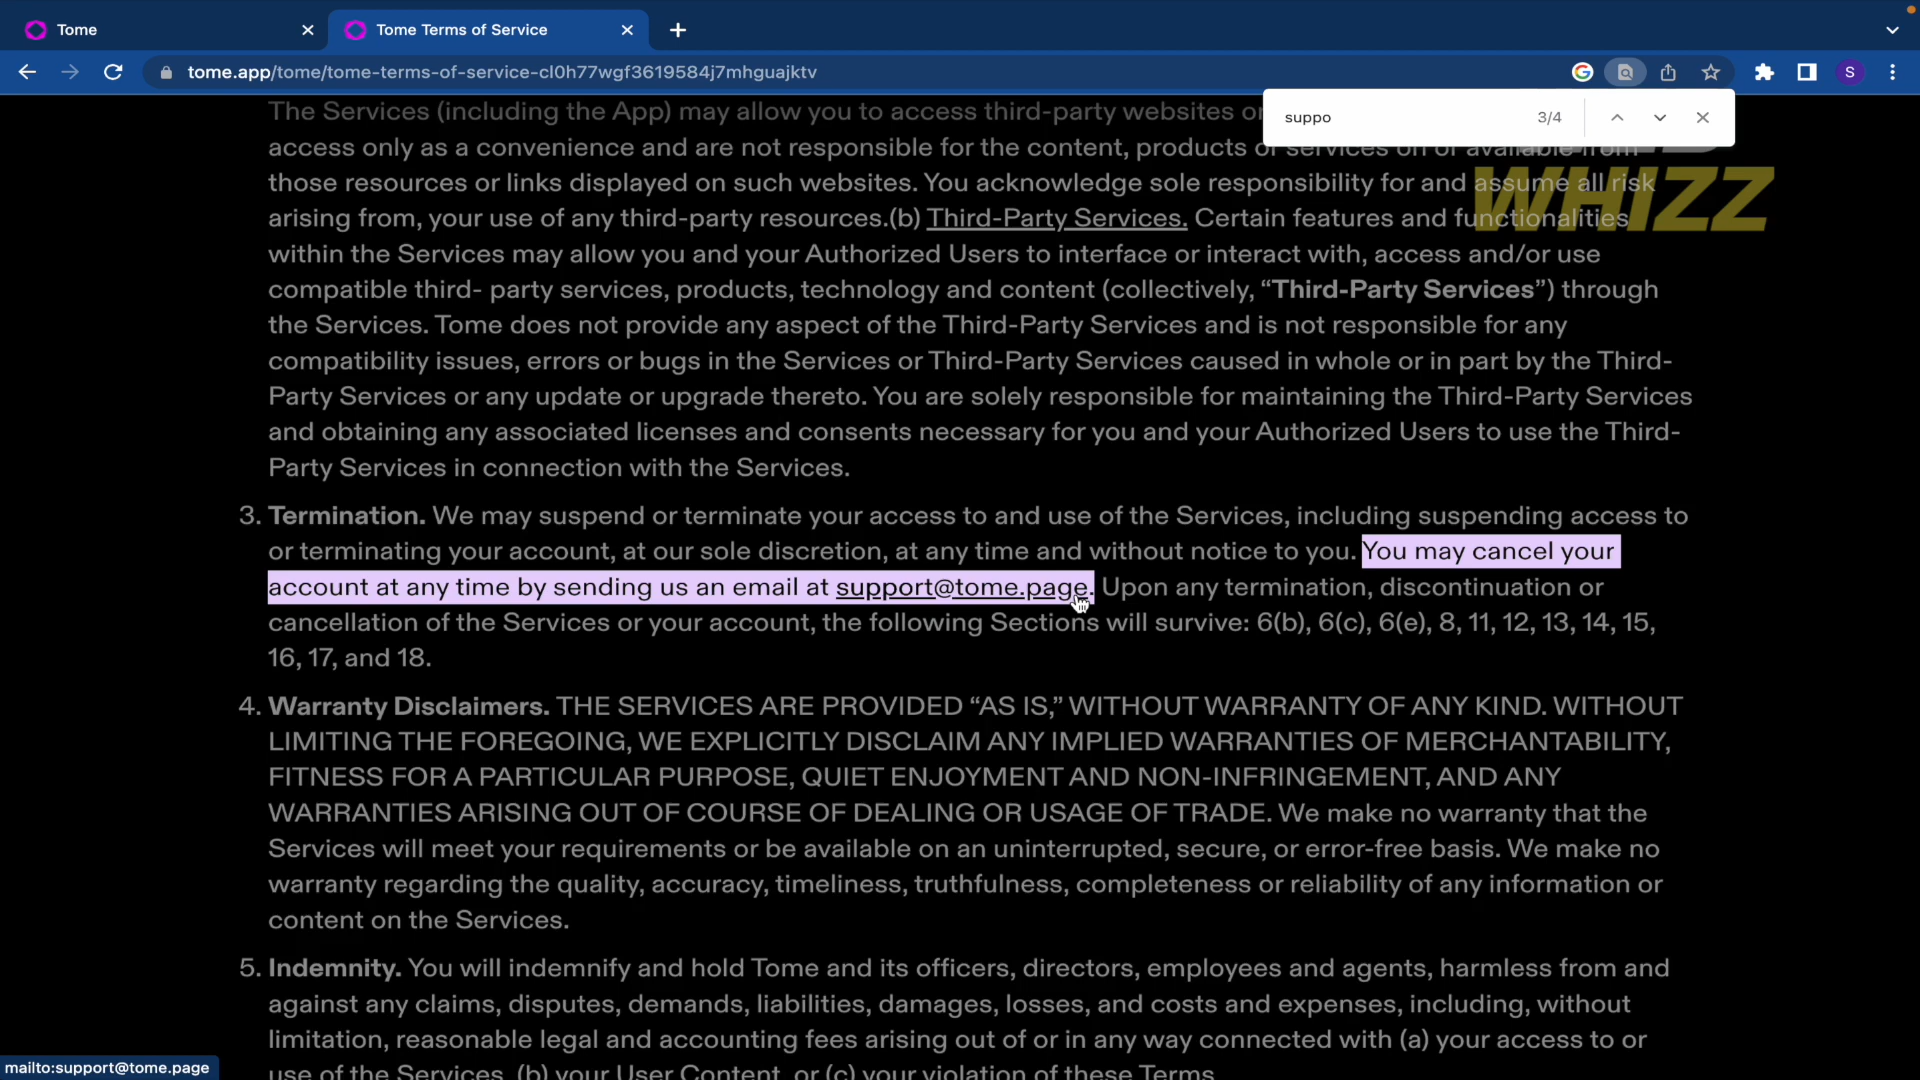 Tome
Tome Terms of Service
tome.app/tome/tome-terms-of-service-cl0h77wgf3619584j7mhguajktv
S
suppo
3/4
WHIZZ
The Services (including the App) may allow you to access third-party websites or
access only as a convenience and are not responsible for the content, products or services on or available from
those resources or links displayed on such websites. You acknowledge sole responsibility for and assume all risk
arising from, your use of any third-party resources.(b) Third-Party Services. Certain features and functionalities
within the Services may allow you and your Authorized Users to interface or interact with, access and/or use
compatible third- party services, products, technology and content (collectively, “Third-Party Services”) through
the Services. Tome does not provide any aspect of the Third-Party Services and is not responsible for any
compatibility issues, errors or bugs in the Services or Third-Party Services caused in whole or in part by the Third-
Party Services or any update or upgrade thereto. You are solely responsible for maintaining the Third-Party Services
and obtaining any associated licenses and consents necessary for you and your Authorized Users to use the Third-
Party Services in connection with the Services.
3. Termination. We may suspend or terminate your access to and use of the Services, including suspending access to
or terminating your account, at our sole discretion, at any time and without notice to you. You may cancel your
account at any time by sending us an email at support@tome.page. Upon any termination, discontinuation or
cancellation of the Services or your account, the following Sections will survive: 6(b), 6(c), 6(e), 8, 11, 12, 13, 14, 15,
16, 17, and 18.
4. Warranty Disclaimers. THE SERVICES ARE PROVIDED “AS IS,” WITHOUT WARRANTY OF ANY KIND. WITHOUT
LIMITING THE FOREGOING, WE EXPLICITLY DISCLAIM ANY IMPLIED WARRANTIES OF MERCHANTABILITY,
FITNESS FOR A PARTICULAR PURPOSE, QUIET ENJOYMENT AND NON-INFRINGEMENT, AND ANY
WARRANTIES ARISING OUT OF COURSE OF DEALING OR USAGE OF TRADE. We make no warranty that the
Services will meet your requirements or be available on an uninterrupted, secure, or error-free basis. We make no
warranty regarding the quality, accuracy, timeliness, truthfulness, completeness or reliability of any information or
content on the Services.
5. Indemnity. You will indemnify and hold Tome and its officers, directors, employees and agents, harmless from and
against any claims, disputes, demands, liabilities, damages, losses, and costs and expenses, including, without
limitation, reasonable legal and accounting fees arising out of or in any way connected with (a) your access to or
use of the Services, (b) your User Content, or (c) your violation of these Terms.
mailto:support@tome.page